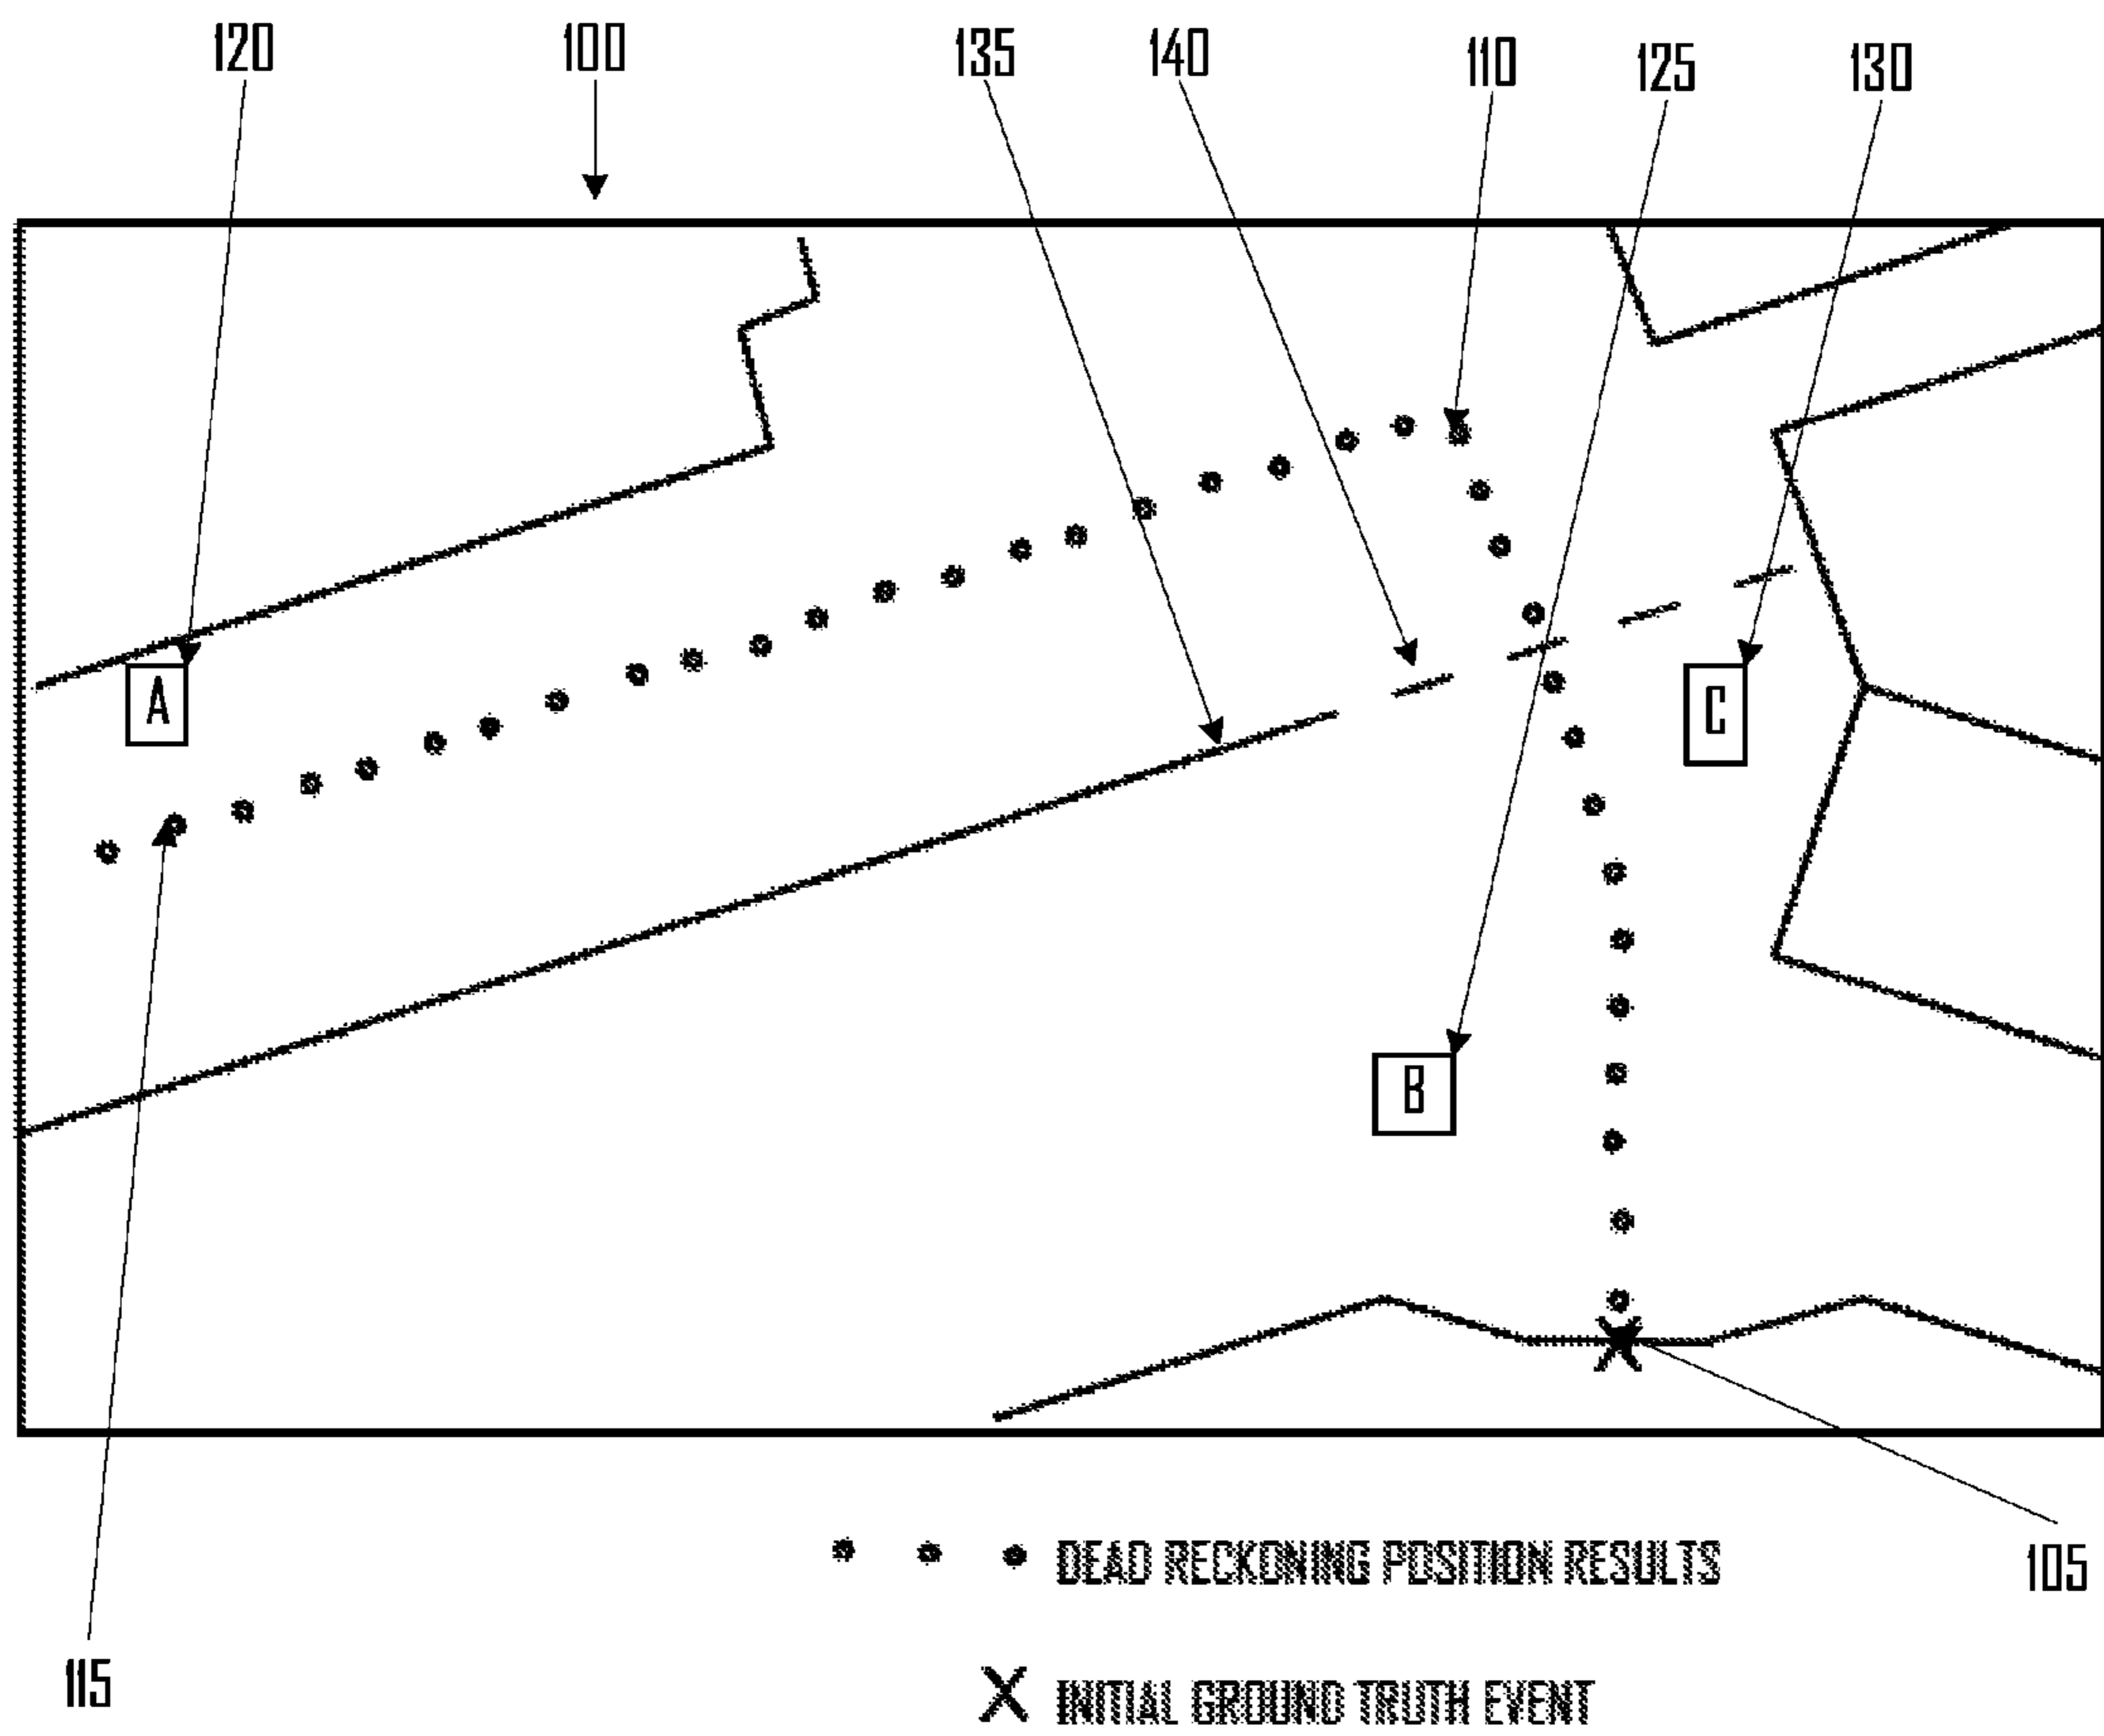 120
100
135
140
110
125
130
A
C
B
DEAD RECKONING POSITION RESULTS
105
115
X INITIAL GROUND TRUTH EVENT